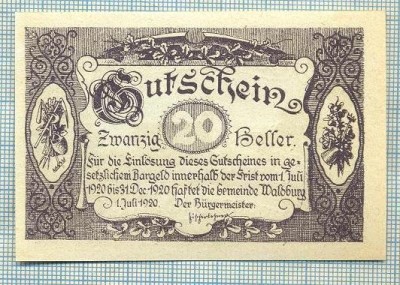 Gutschein
Zwanzig 20 Heller.
Für die Einlösung dieses Gutscheines in ge-
setzlichem Bargeld innerhalb der Frist vom 1. Juli
1920 bis 31. Dez. 1920 haftet die Gemeinde Waldburg
1. Juli 1920. Der Bürgermeister: